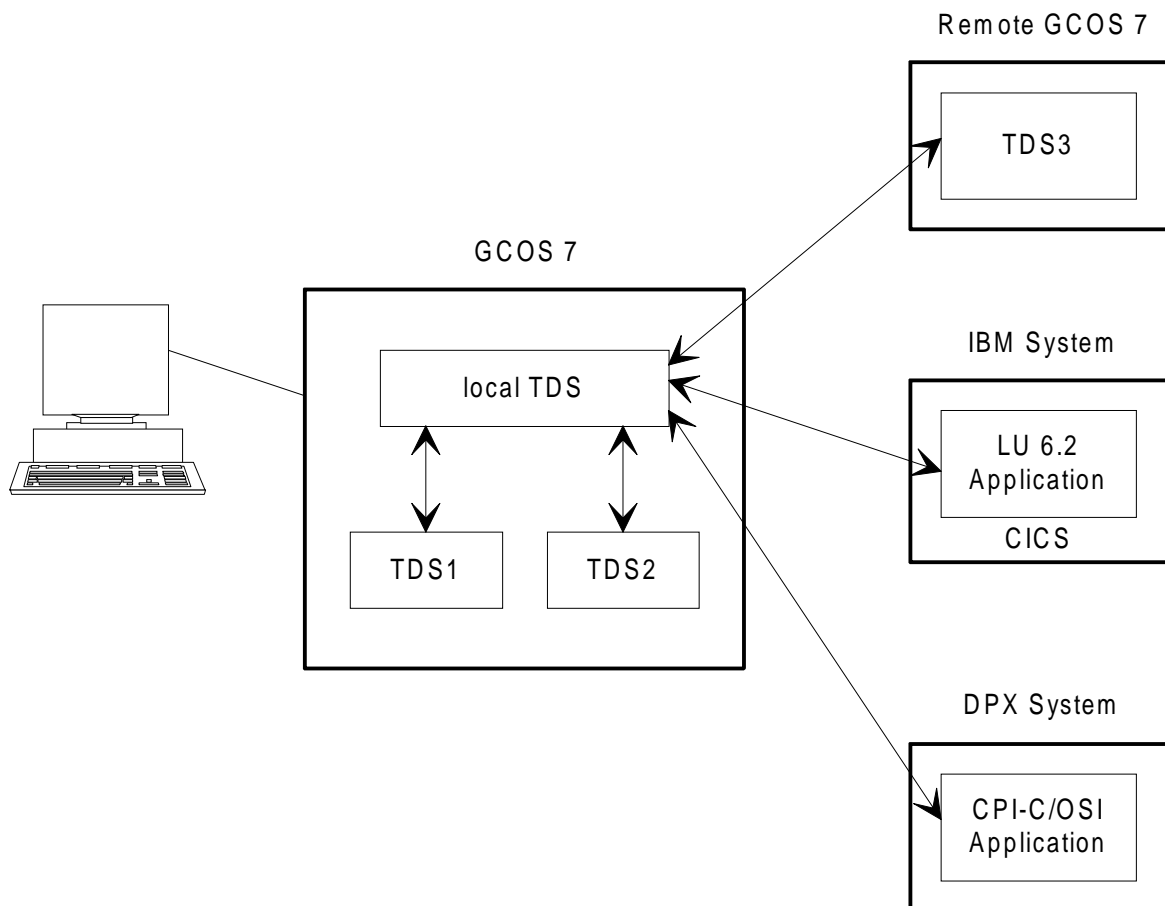 Remote GCOS 7
TDS3
GCOS 7
local TDS
TDS1
TDS2
IBM System
LU 6.2
Application
CICS
DPX System
CPI-C/OSI
Application